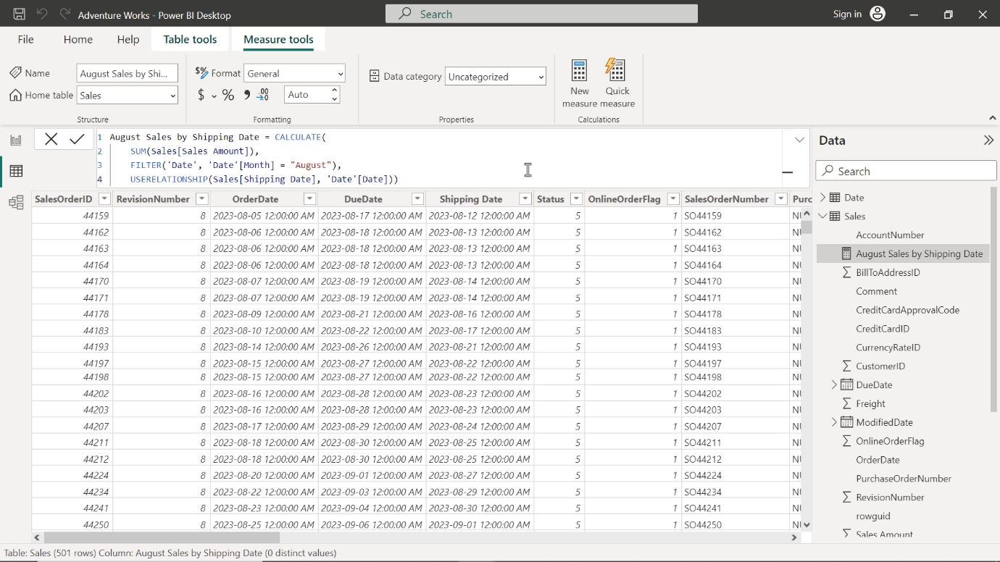 Adventure Works - Power BI Desktop
Search
Sign in
File
Home
Help
Table tools
Measure tools
Name
August Sales by Shi...
Home table
Sales
Structure
$% Format
General
$ % , .00
Auto
Formatting
Data category
Uncategorized
Properties
New measure
Quick measure
Calculations
1 August Sales by Shipping Date = CALCULATE(
2 SUM(Sales[Sales Amount]),
3 FILTER('Date', 'Date'[Month] = "August"),
4 USERELATIONSHIP(Sales[Shipping Date], 'Date'[Date]))
SalesOrderID RevisionNumber OrderDate DueDate Shipping Date Status OnlineOrderFlag SalesOrderNumber Purc
44159 8 2023-08-05 12:00:00 AM 2023-08-17 12:00:00 AM 2023-08-12 12:00:00 AM 5 1 SO44159 NU
44162 8 2023-08-06 12:00:00 AM 2023-08-18 12:00:00 AM 2023-08-13 12:00:00 AM 5 1 SO44162 NU
44163 8 2023-08-06 12:00:00 AM 2023-08-18 12:00:00 AM 2023-08-13 12:00:00 AM 5 1 SO44163 NU
44164 8 2023-08-06 12:00:00 AM 2023-08-18 12:00:00 AM 2023-08-13 12:00:00 AM 5 1 SO44164 NU
44170 8 2023-08-07 12:00:00 AM 2023-08-19 12:00:00 AM 2023-08-14 12:00:00 AM 5 1 SO44170 NU
44171 8 2023-08-07 12:00:00 AM 2023-08-19 12:00:00 AM 2023-08-14 12:00:00 AM 5 1 SO44171 NU
44178 8 2023-08-09 12:00:00 AM 2023-08-21 12:00:00 AM 2023-08-16 12:00:00 AM 5 1 SO44178 NU
44183 8 2023-08-10 12:00:00 AM 2023-08-22 12:00:00 AM 2023-08-17 12:00:00 AM 5 1 SO44183 NU
44193 8 2023-08-14 12:00:00 AM 2023-08-26 12:00:00 AM 2023-08-21 12:00:00 AM 5 1 SO44193 NU
44197 8 2023-08-15 12:00:00 AM 2023-08-27 12:00:00 AM 2023-08-22 12:00:00 AM 5 1 SO44197 NU
44198 8 2023-08-15 12:00:00 AM 2023-08-27 12:00:00 AM 2023-08-22 12:00:00 AM 5 1 SO44198 NU
44202 8 2023-08-16 12:00:00 AM 2023-08-28 12:00:00 AM 2023-08-23 12:00:00 AM 5 1 SO44202 NU
44203 8 2023-08-16 12:00:00 AM 2023-08-28 12:00:00 AM 2023-08-23 12:00:00 AM 5 1 SO44203 NU
44207 8 2023-08-17 12:00:00 AM 2023-08-29 12:00:00 AM 2023-08-24 12:00:00 AM 5 1 SO44207 NU
44211 8 2023-08-18 12:00:00 AM 2023-08-30 12:00:00 AM 2023-08-25 12:00:00 AM 5 1 SO44211 NU
44212 8 2023-08-18 12:00:00 AM 2023-08-30 12:00:00 AM 2023-08-25 12:00:00 AM 5 1 SO44212 NU
44224 8 2023-08-20 12:00:00 AM 2023-09-01 12:00:00 AM 2023-08-27 12:00:00 AM 5 1 SO44224 NU
44234 8 2023-08-22 12:00:00 AM 2023-09-03 12:00:00 AM 2023-08-29 12:00:00 AM 5 1 SO44234 NU
44241 8 2023-08-23 12:00:00 AM 2023-09-04 12:00:00 AM 2023-08-30 12:00:00 AM 5 1 SO44241 NU
44250 8 2023-08-25 12:00:00 AM 2023-09-06 12:00:00 AM 2023-09-01 12:00:00 AM 5 1 SO44250 NU
Data
Search
Date
Sales
AccountNumber
August Sales by Shipping Date
BillToAddressID
Comment
CreditCardApprovalCode
CreditCardID
CurrencyRateID
CustomerID
DueDate
Freight
ModifiedDate
OnlineOrderFlag
OrderDate
PurchaseOrderNumber
RevisionNumber
rowguid
Sales Amount
Table: Sales (501 rows) Column: August Sales by Shipping Date (0 distinct values)